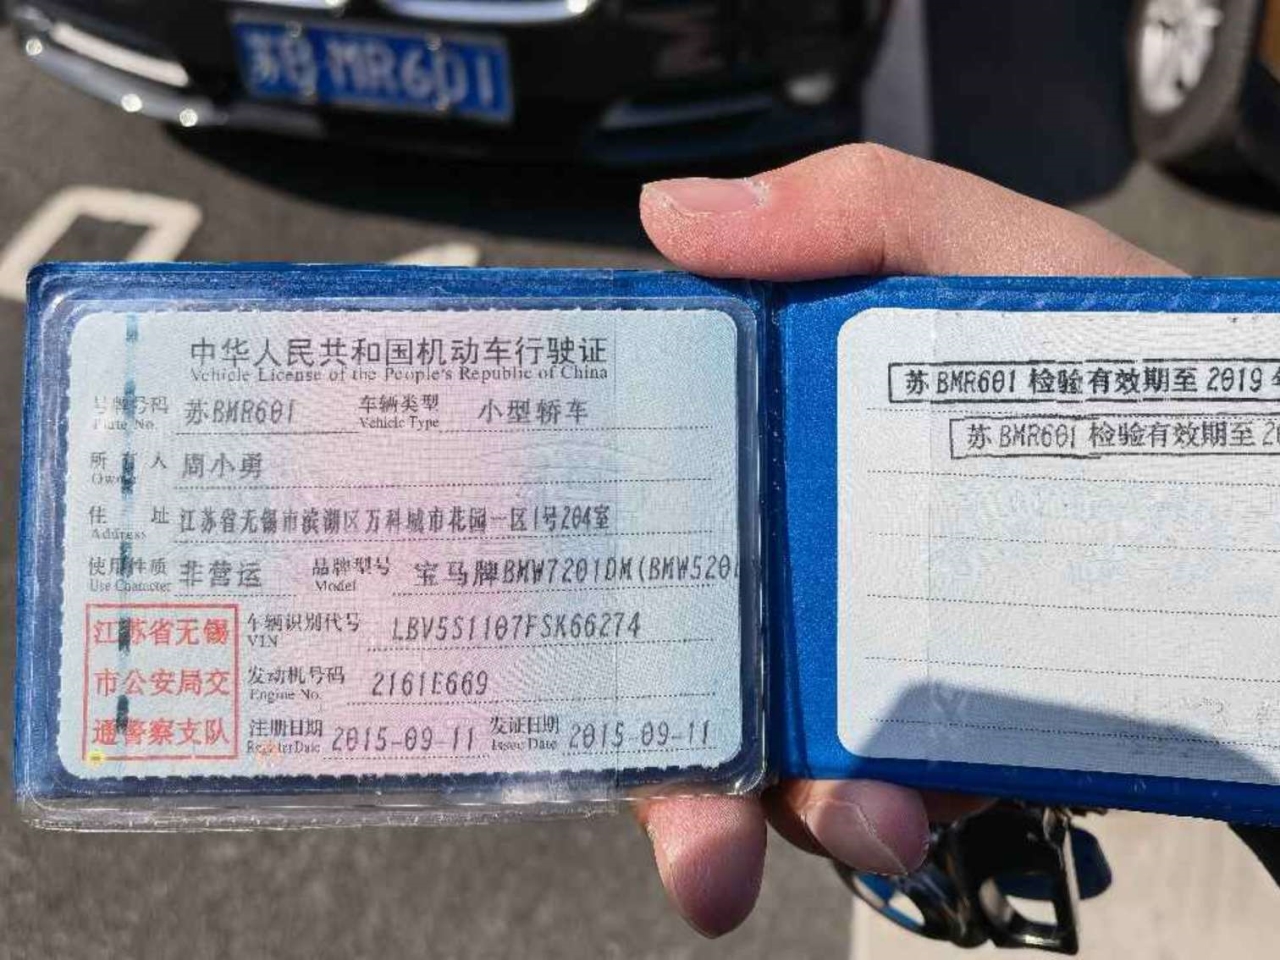 苏B·MR601
中华人民共和国机动车行驶证
Vehicle License of the People's Republic of China
号牌号码 苏BMR601 车辆类型 小型轿车
Plate No. Vehicle Type
所有人 周小勇
Owner
住址 江苏省无锡市滨湖区万科城市花园一区1号204室
Address
使用性质 非营运 品牌型号 宝马牌BMW7201DM(BMW520
Use Character Model
江苏省无锡
市公安局交
通警察支队
车辆识别代号 LBV5S1107FSK66274
VIN
发动机号码 2161E669
Engine No.
注册日期 2015-09-11 发证日期 2015-09-11
Register Date Issue Date
苏BMR601 检验有效期至2019年
苏BMR601 检验有效期至2